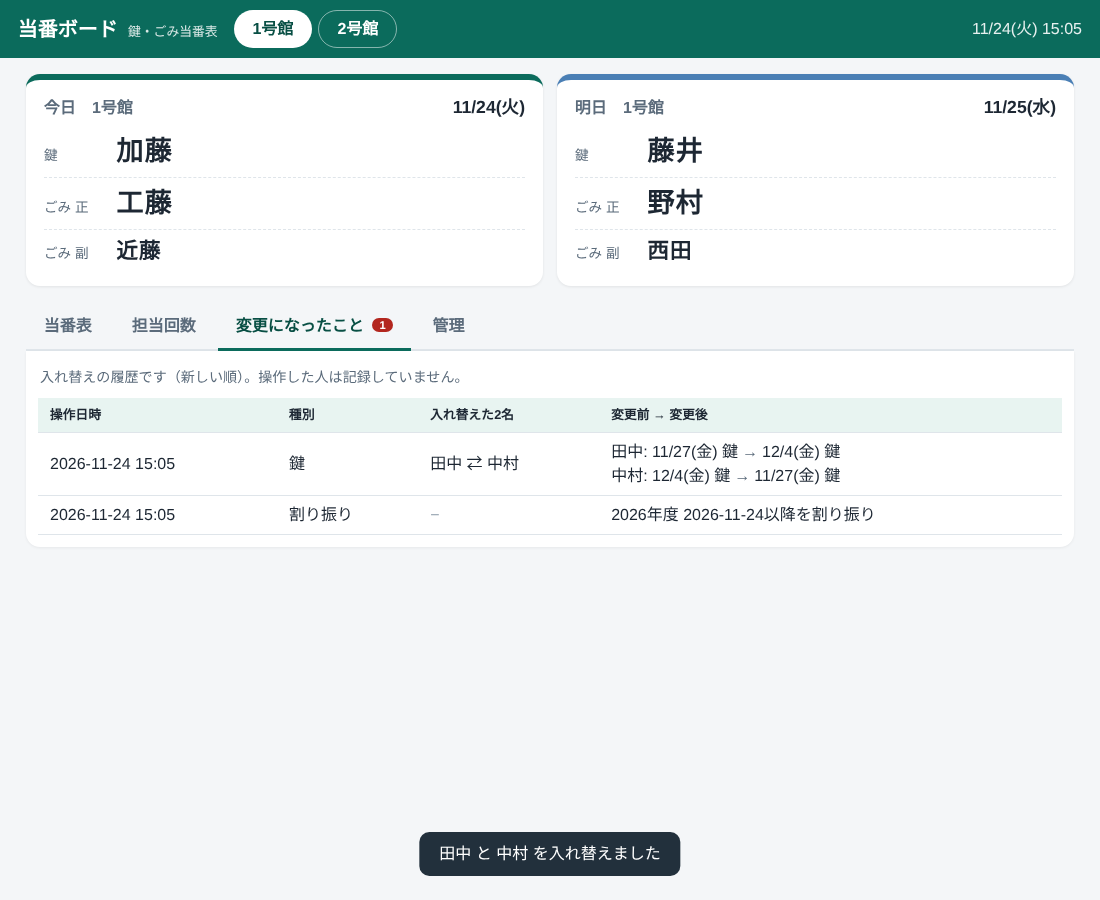 当番ボード 鍵・ごみ当番表 1号館 2号館 11/24(火) 15:05
今日 1号館 11/24(火)
鍵 加藤
ごみ 正 工藤
ごみ 副 近藤
明日 1号館 11/25(水)
鍵 藤井
ごみ 正 野村
ごみ 副 西田
当番表 担当回数 変更になったこと 1 管理
入れ替えの履歴です（新しい順）。操作した人は記録していません。
操作日時 種別 入れ替えた2名 変更前 → 変更後
2026-11-24 15:05 鍵 田中 ⇄ 中村 田中: 11/27(金) 鍵 → 12/4(金) 鍵
中村: 12/4(金) 鍵 → 11/27(金) 鍵
2026-11-24 15:05 割り振り – 2026年度 2026-11-24以降を割り振り
田中 と 中村 を入れ替えました